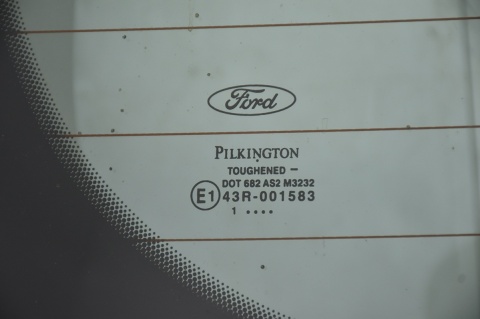 Ford
PILKINGTON
TOUGHENED –
DOT 682 AS2 M3232
E1 43R-001583
1 ••••